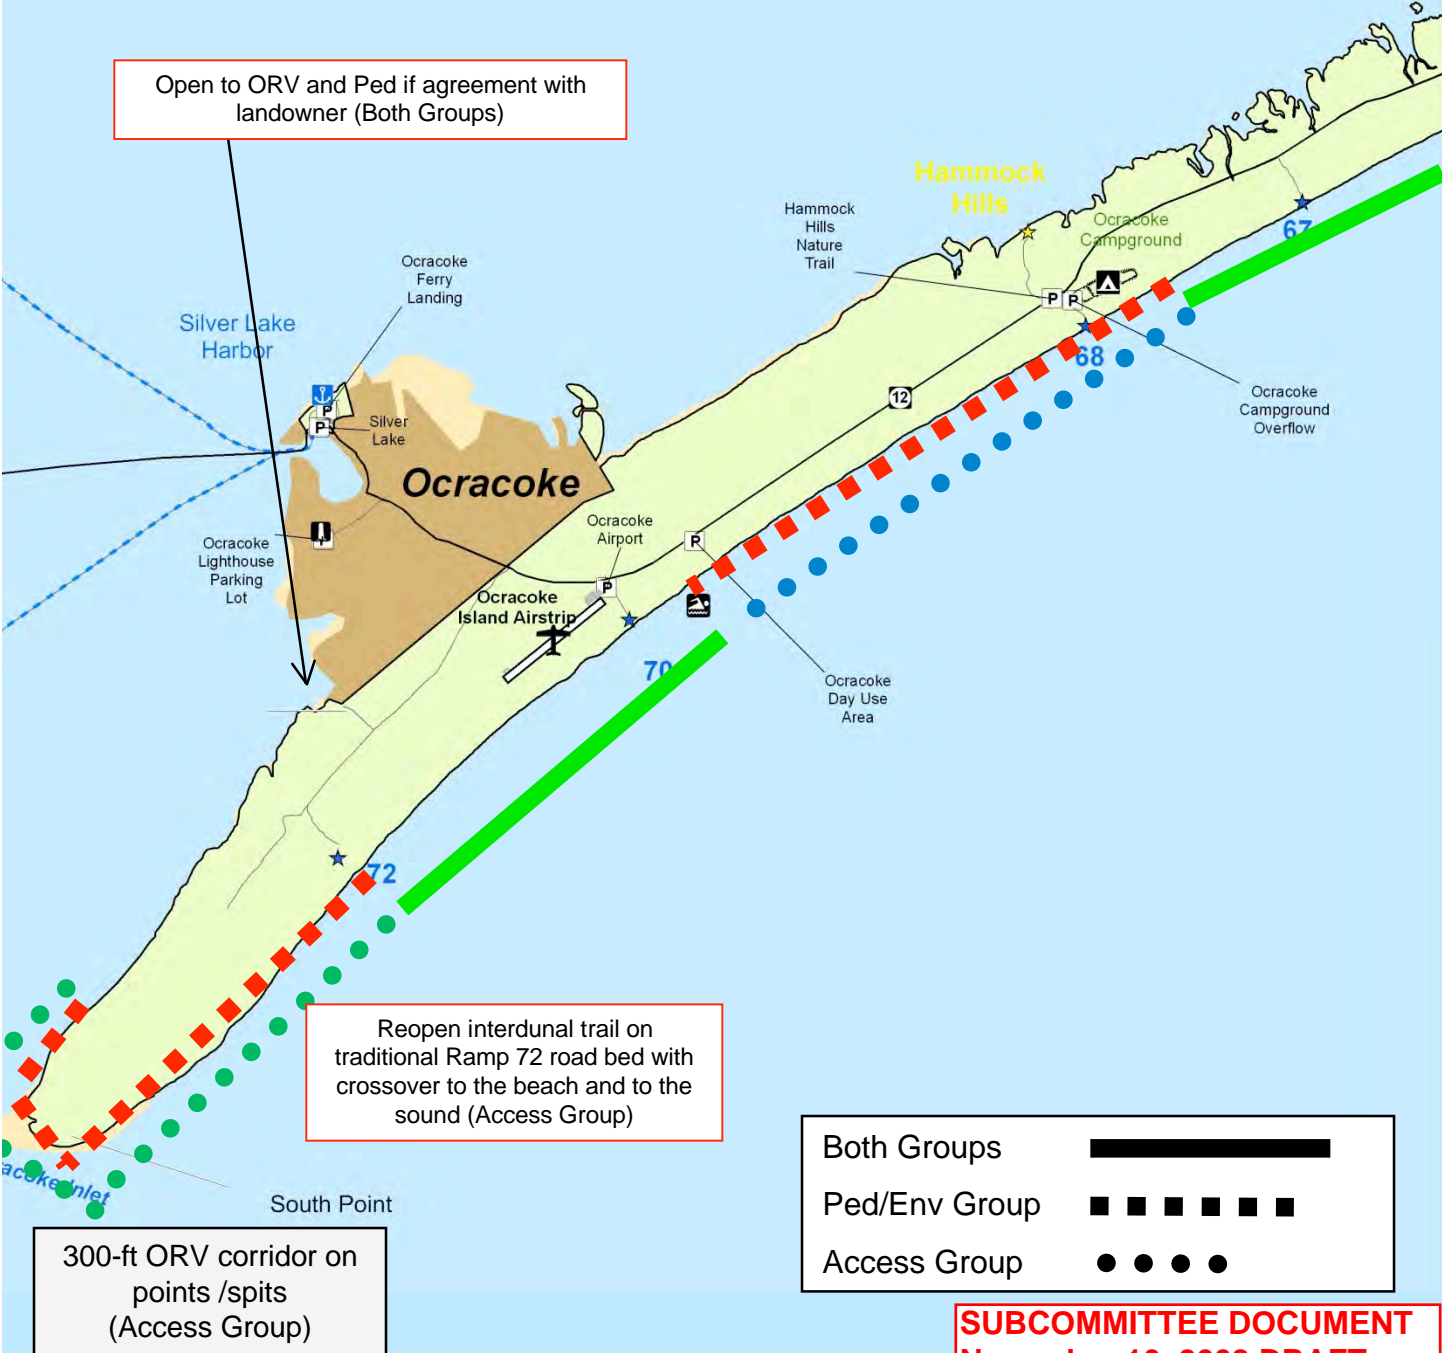 Open to ORV and Ped if agreement with
landowner (Both Groups)
Hammock
Hills
Hammock
Hills
Nature
Trail
Ocracoke
Campground
67
Ocracoke
Ferry
Landing
Silver Lake
Harbor
P
P
68
12
Ocracoke
Campground
Overflow
P
P
Silver
Lake
Ocracoke
Ocracoke
Lighthouse
Parking
Lot
Ocracoke
Airport
P
P
Ocracoke
Island Airstrip
70
Ocracoke
Day Use
Area
72
Reopen interdunal trail on
traditional Ramp 72 road bed with
crossover to the beach and to the
sound (Access Group)
Inlet
South Point
300-ft ORV corridor on
points /spits
(Access Group)
Both Groups
Ped/Env Group
Access Group
SUBCOMMITTEE DOCUMENT